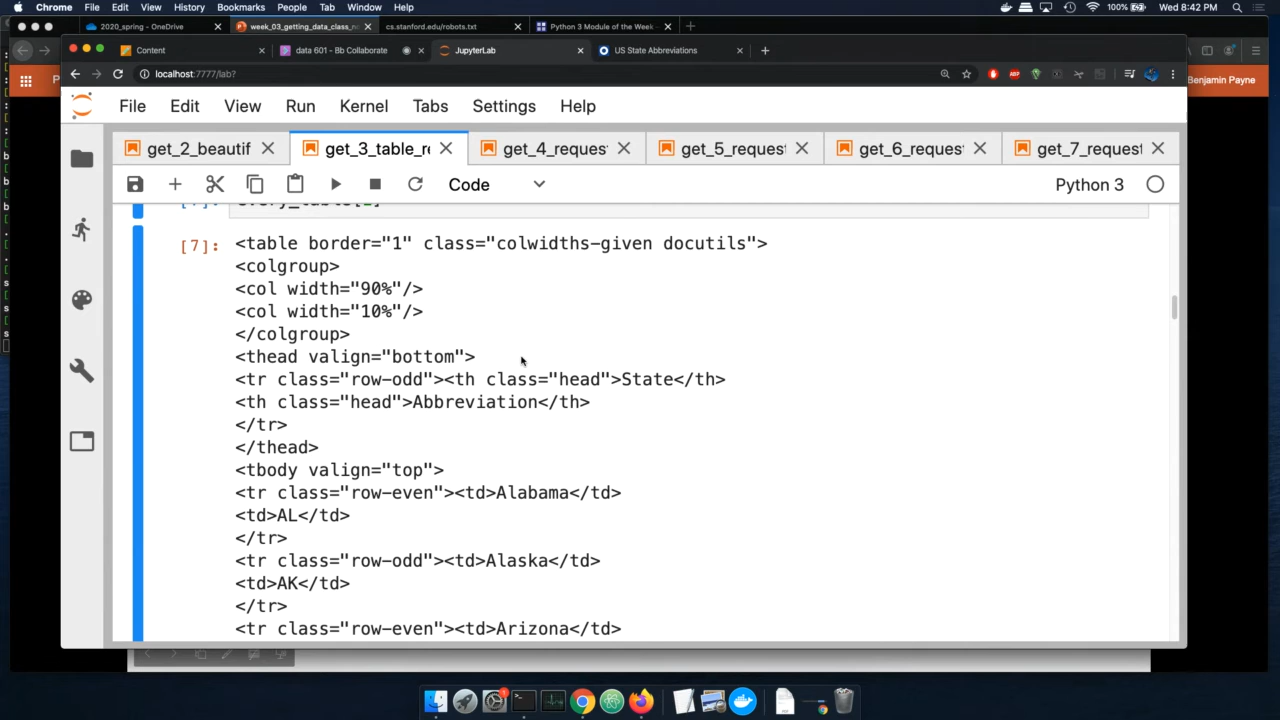 Chrome File Edit View History Bookmarks People Tab Window Help
100% Wed 8:42 PM
2020_spring - OneDrive
week_03_getting_data_class_no
cs.stanford.edu/robots.txt
Python 3 Module of the Week -
Content
data 601 - Bb Collaborate
JupyterLab
US State Abbreviations
localhost:7777/lab?
Benjamin Payne
File Edit View Run Kernel Tabs Settings Help
get_2_beautif
get_3_table_re
get_4_request
get_5_request
get_6_request
get_7_request
Code
Python 3
[7]:
<table border="1" class="colwidths-given docutils">
<colgroup>
<col width="90%"/>
<col width="10%"/>
</colgroup>
<thead valign="bottom">
<tr class="row-odd"><th class="head">State</th>
<th class="head">Abbreviation</th>
</tr>
</thead>
<tbody valign="top">
<tr class="row-even"><td>Alabama</td>
<td>AL</td>
</tr>
<tr class="row-odd"><td>Alaska</td>
<td>AK</td>
</tr>
<tr class="row-even"><td>Arizona</td>